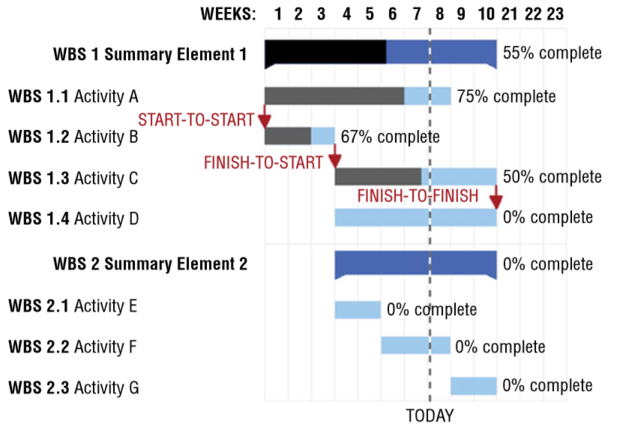 WEEKS: 1 2 3 4 5 6 7 8 9 10 21 22 23
WBS 1 Summary Element 1 55% complete
WBS 1.1 Activity A 75% complete
START-TO-START
WBS 1.2 Activity B 67% complete
FINISH-TO-START
WBS 1.3 Activity C 50% complete
FINISH-TO-FINISH
WBS 1.4 Activity D 0% complete
WBS 2 Summary Element 2 0% complete
WBS 2.1 Activity E 0% complete
WBS 2.2 Activity F 0% complete
WBS 2.3 Activity G 0% complete
TODAY